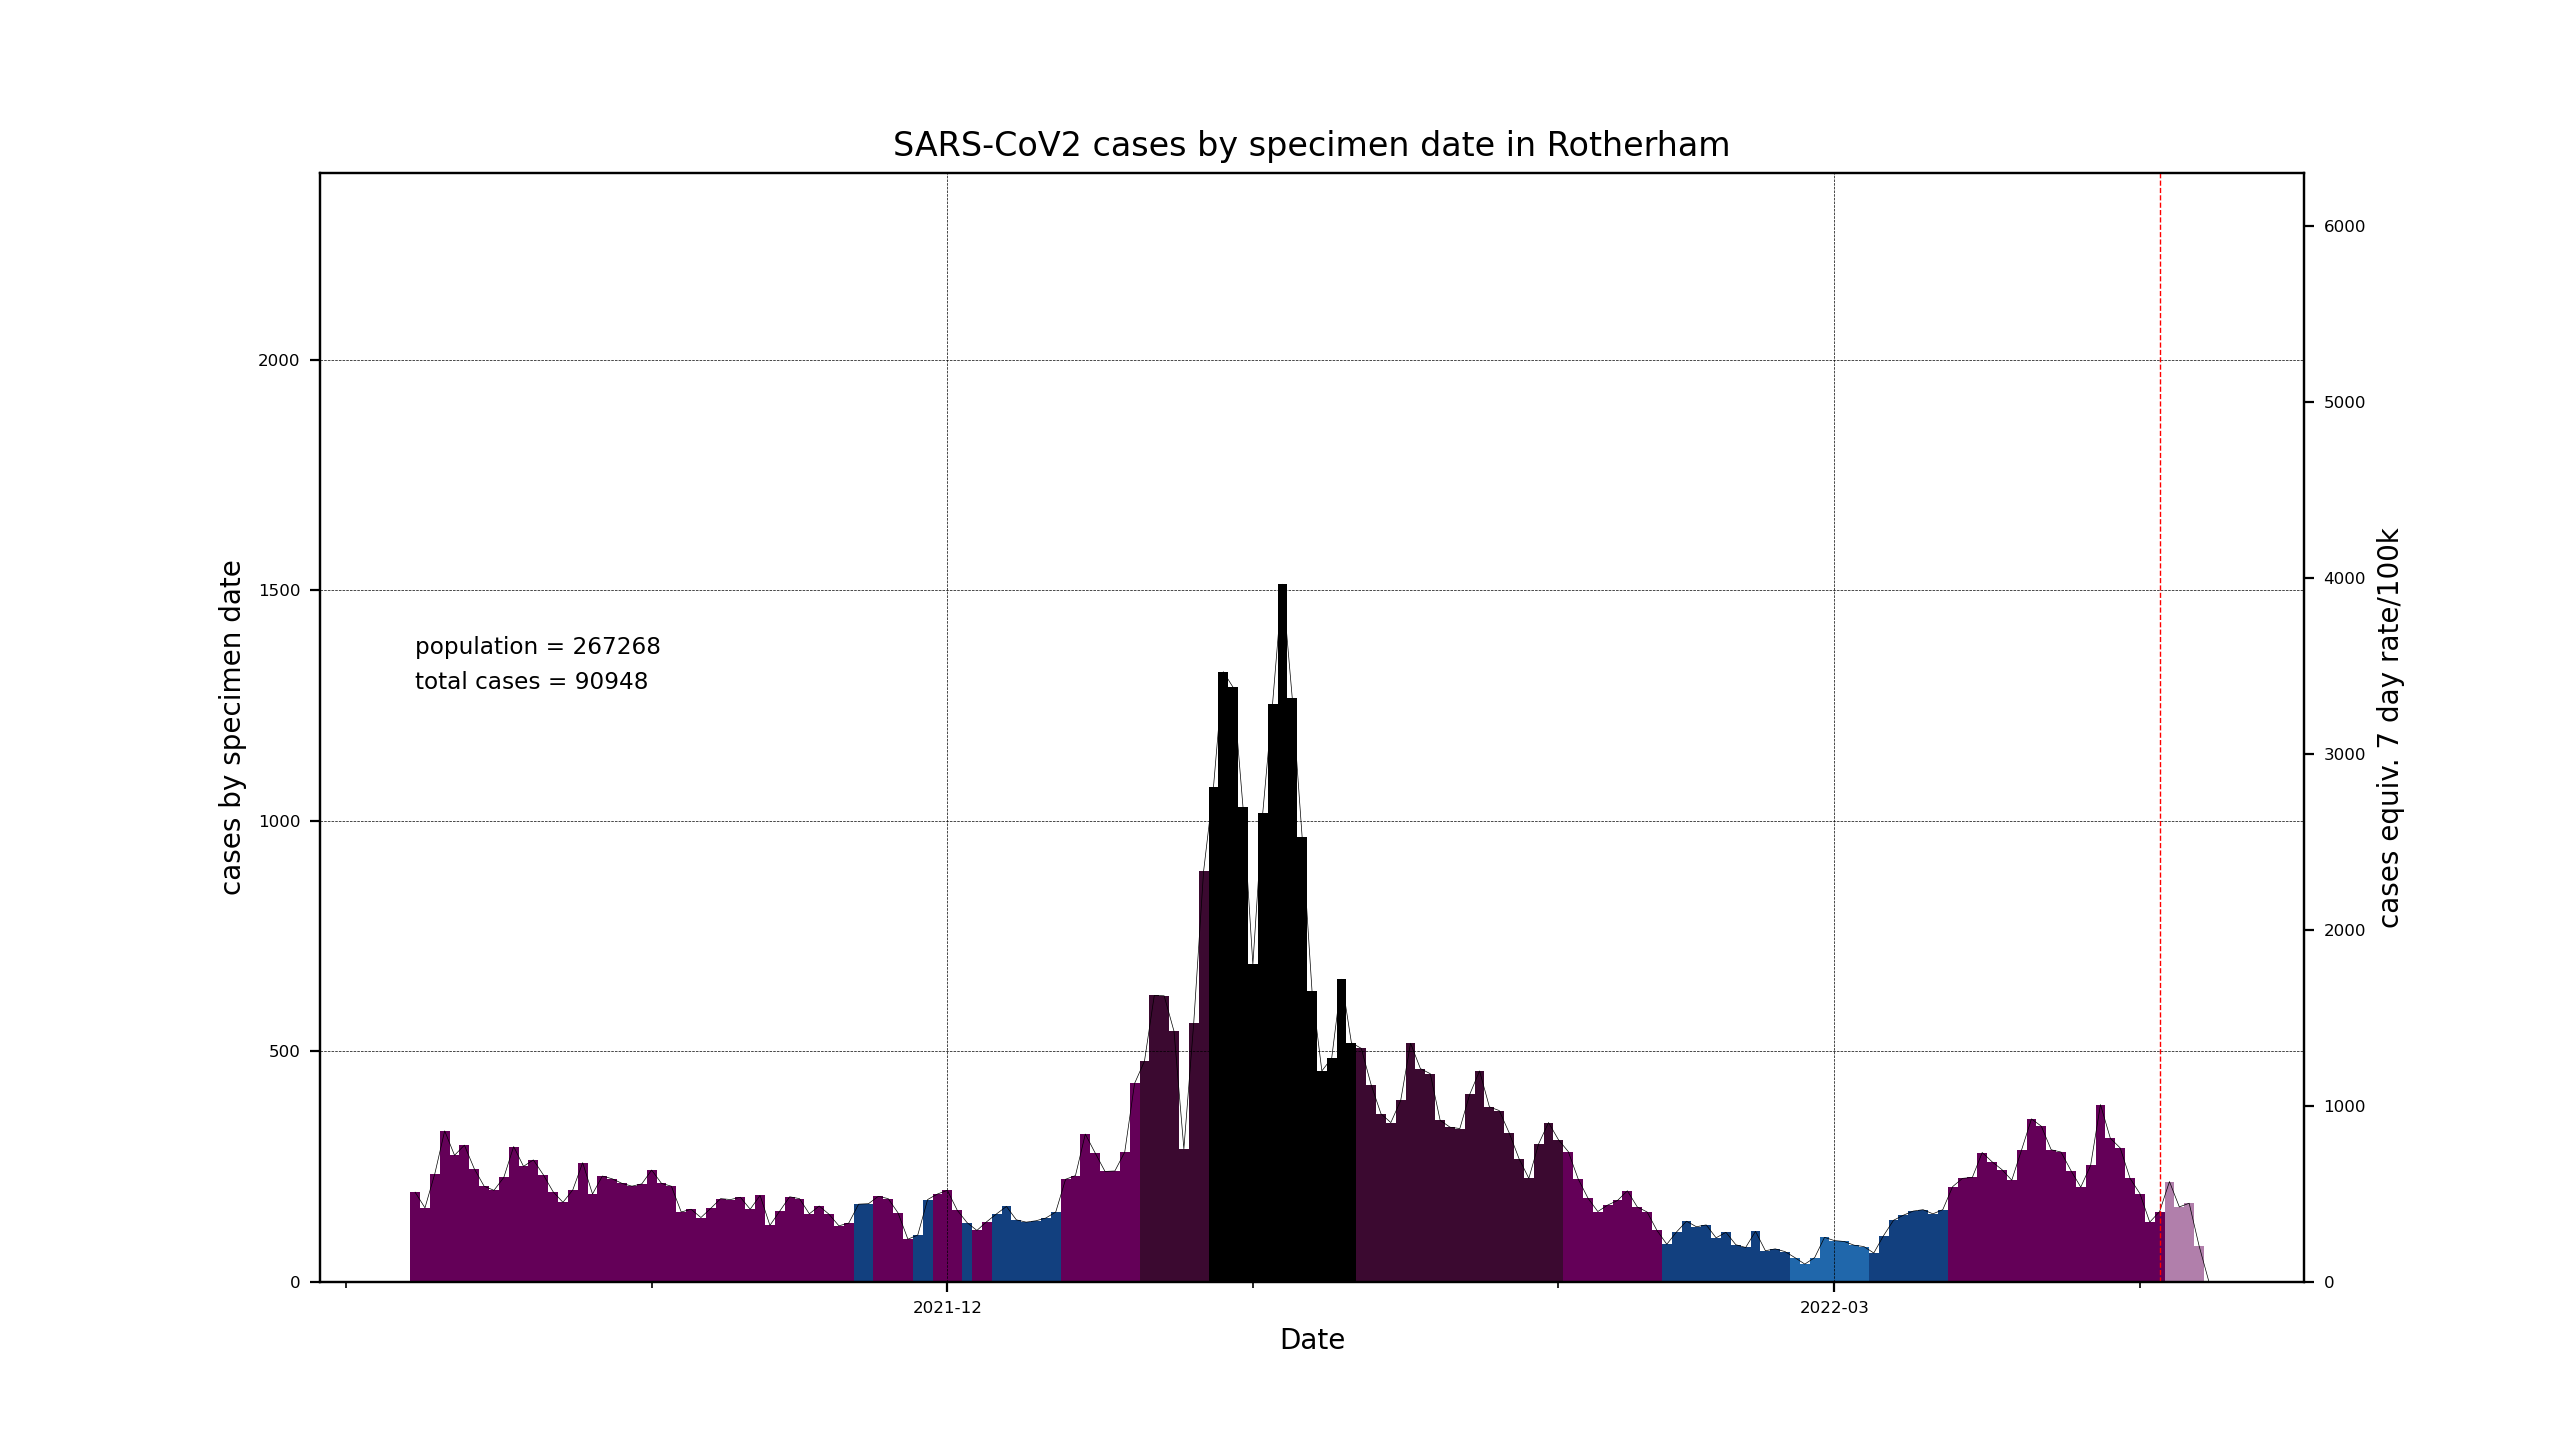 SARS-CoV2 cases by specimen date in Rotherham
cases by specimen date
2000
1500
1000
500
0
population = 267268
total cases = 90948
6000
5000
4000
3000
2000
1000
0
cases equiv. 7 day rate/100k
2021-12
2022-03
Date